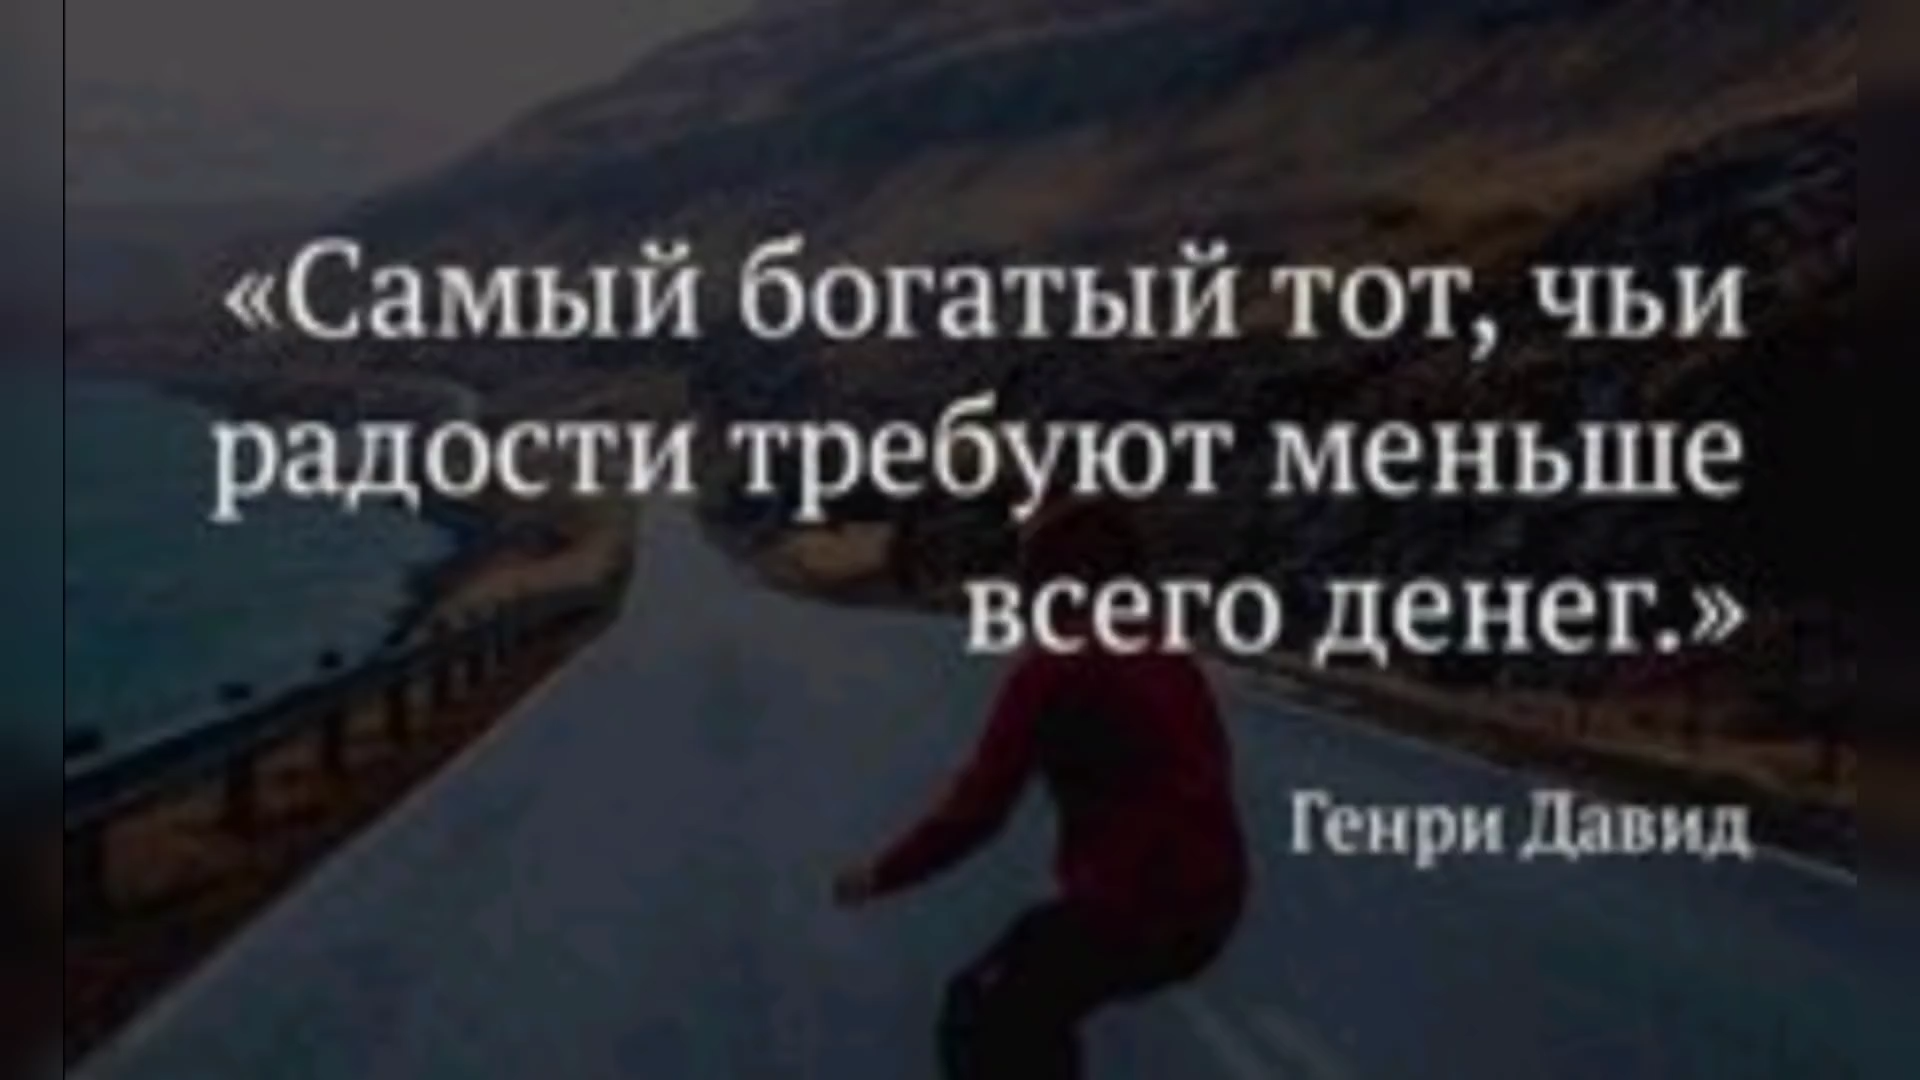 «Самый богатый тот, чьи
радости требуют меньше
всего денег.»
Генри Давид